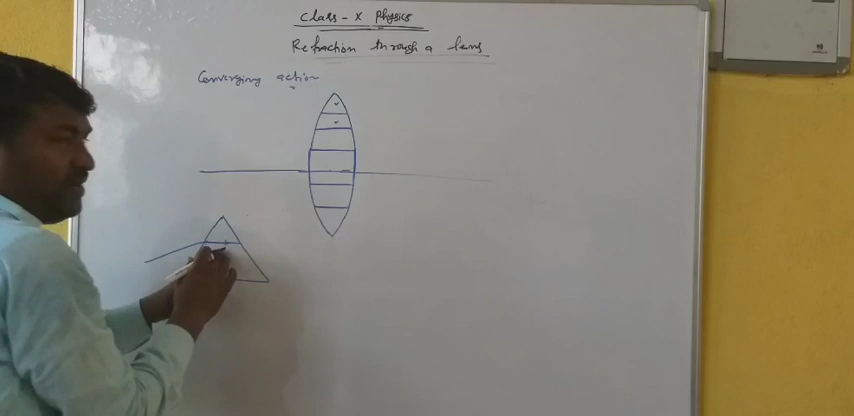 Class - X Physics
Refraction through a lens
Converging action